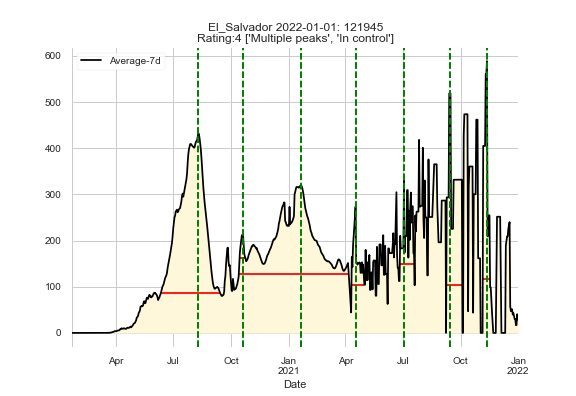 El_Salvador 2022-01-01: 121945
Rating:4 ['Multiple peaks', 'In control']
Average-7d
600
500
400
300
200
100
0
Apr
Jul
Oct
Jan
2021
Apr
Jul
Oct
Jan
2022
Date